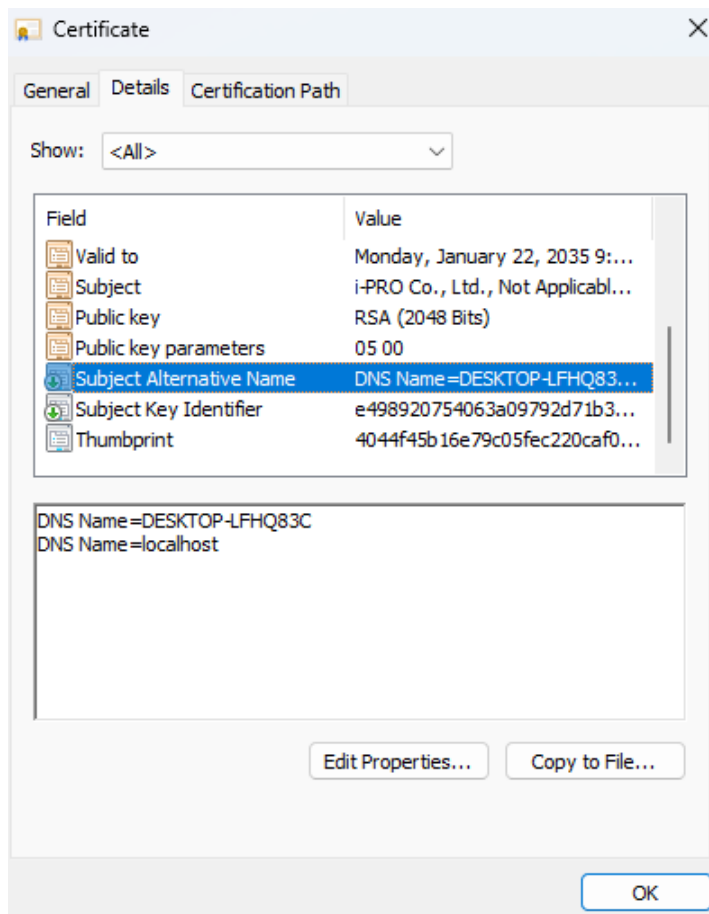 Certificate
General Details Certification Path
Show: <All>
Field Value
Valid to Monday, January 22, 2035 9:...
Subject i-PRO Co., Ltd., Not Applicabl...
Public key RSA (2048 Bits)
Public key parameters 05 00
Subject Alternative Name DNS Name=DESKTOP-LFHQ83...
Subject Key Identifier e498920754063a09792d71b3...
Thumbprint 4044f45b16e79c05fec220caf0...
DNS Name=DESKTOP-LFHQ83C
DNS Name=localhost
Edit Properties... Copy to File...
OK